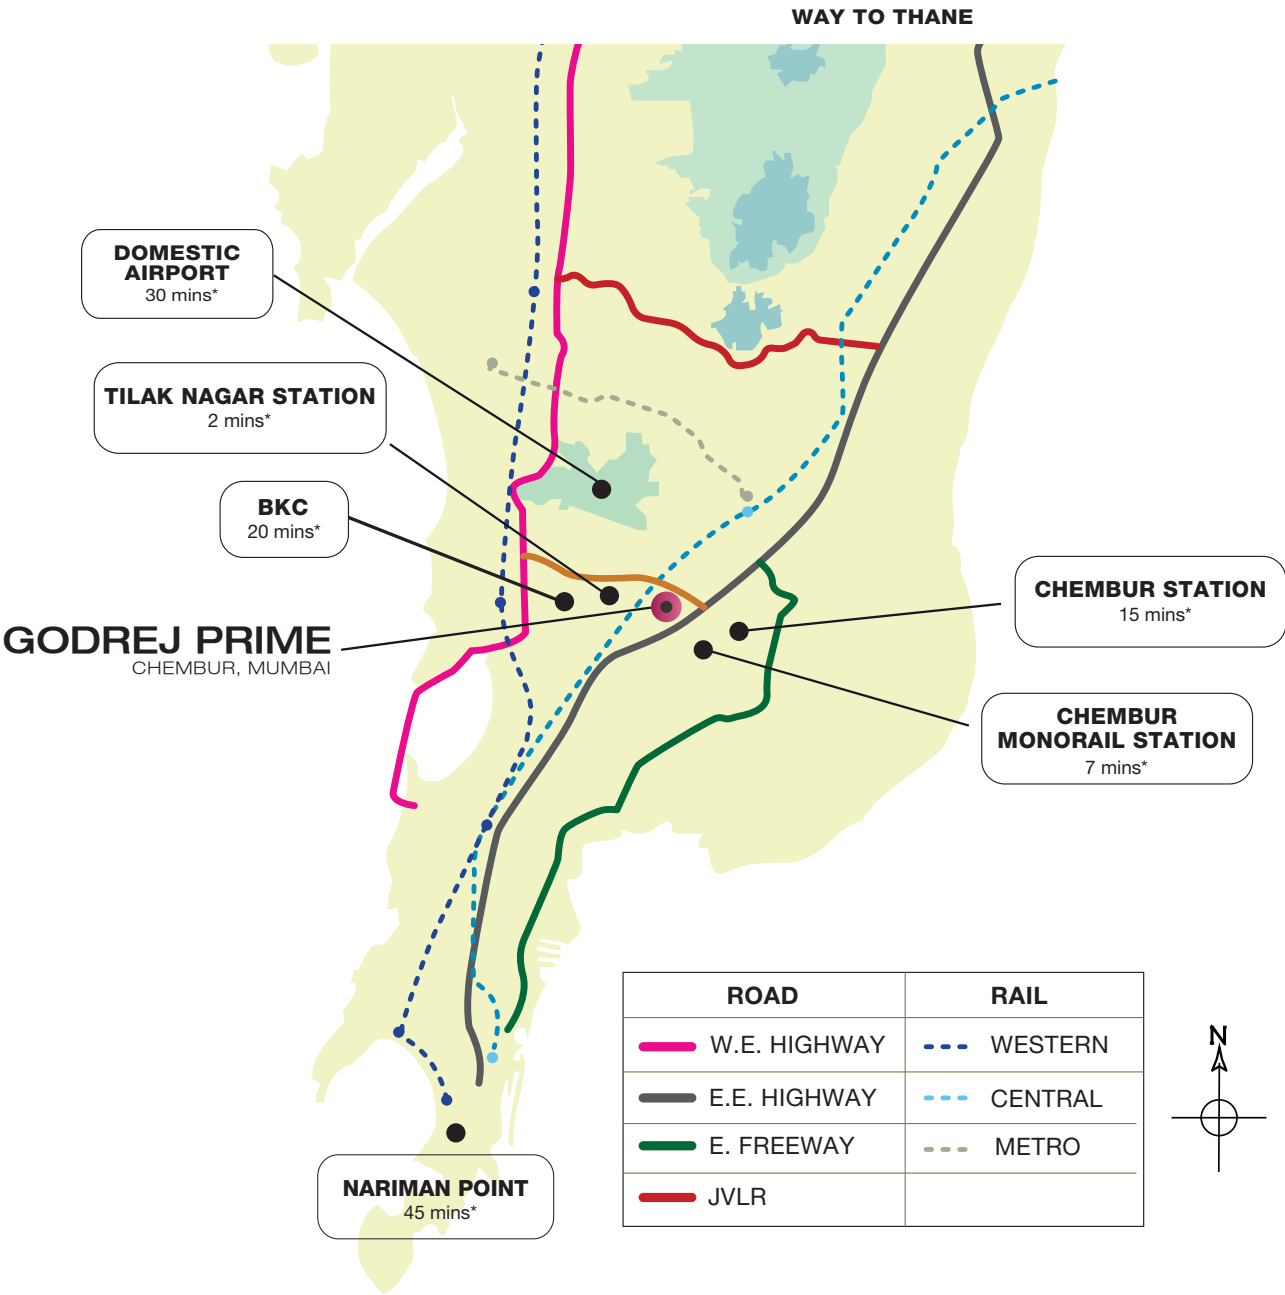 WAY TO THANE
DOMESTIC
AIRPORT
30 mins*
TILAK NAGAR STATION
2 mins*
BKC
20 mins*
GODREJ PRIME
CHEMBUR, MUMBAI
CHEMBUR STATION
15 mins*
CHEMBUR
MONORAIL STATION
7 mins*
NARIMAN POINT
45 mins*
ROAD RAIL
W.E. HIGHWAY WESTERN
E.E. HIGHWAY CENTRAL
E. FREEWAY METRO
JVLR
N